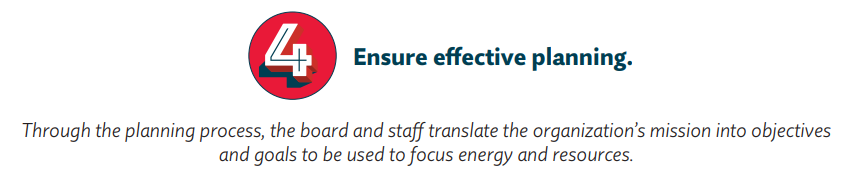 4
Ensure effective planning.
Through the planning process, the board and staff translate the organization’s mission into objectives
and goals to be used to focus energy and resources.